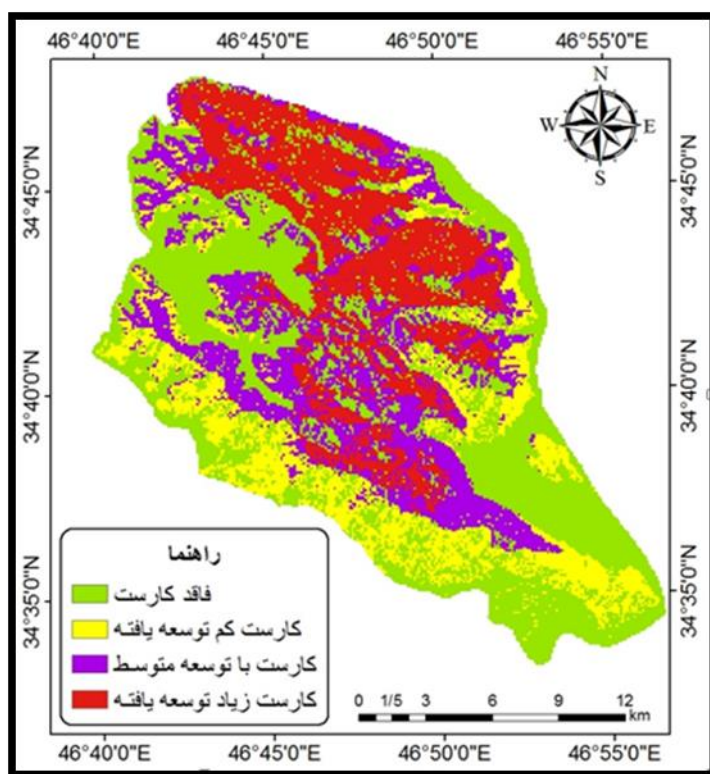 46°40'0"E 46°45'0"E 46°50'0"E 46°55'0"E
N
W E
S
34°45'0"N 34°45'0"N
34°40'0"N 34°40'0"N
34°35'0"N 34°35'0"N
راهنما
فاقد کارست
کارست کم توسعه یافته
کارست با توسعه متوسط
کارست زیاد توسعه یافته
0 1/5 3 6 9 12
km
46°40'0"E 46°45'0"E 46°50'0"E 46°55'0"E